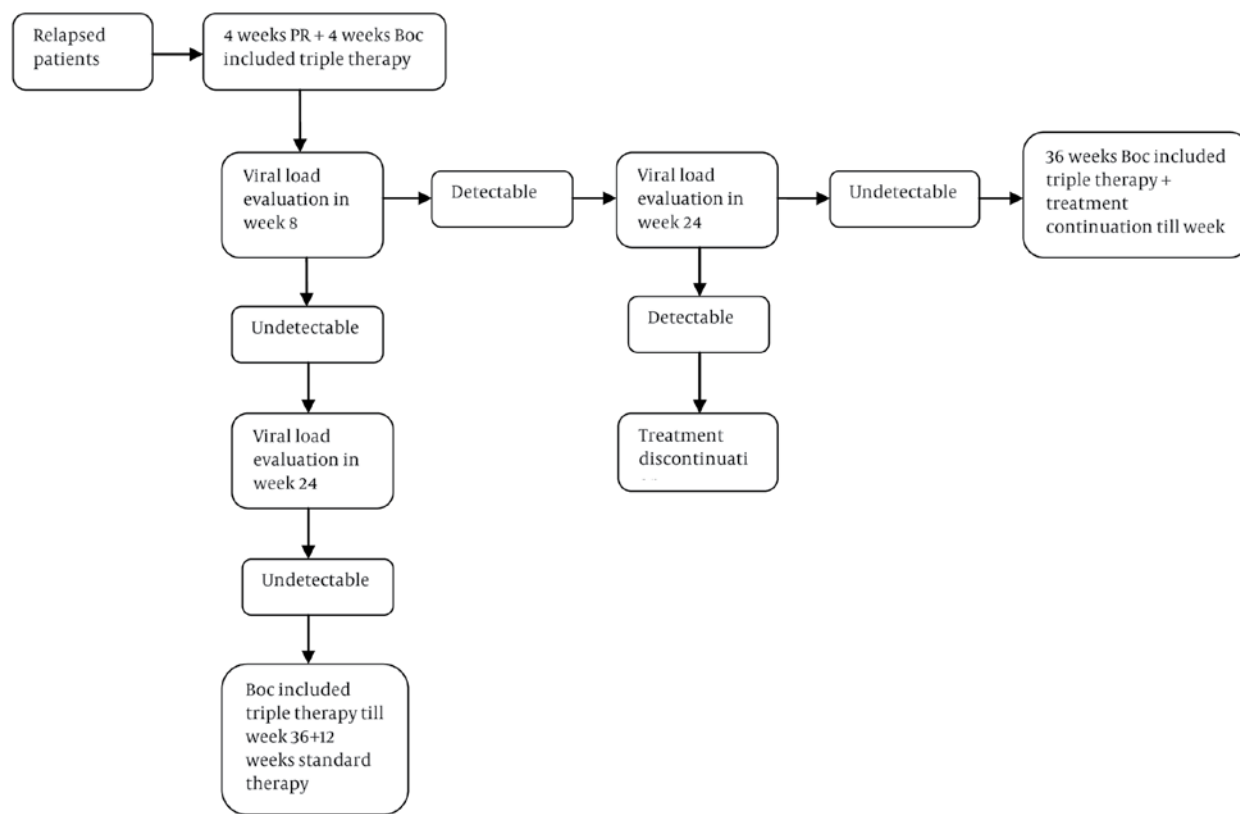 Relapsed
patients
4 weeks PR + 4 weeks Boc
included triple therapy
Viral load
evaluation in
week 8
Detectable
Viral load
evaluation in
week 24
Undetectable
36 weeks Boc included
triple therapy +
treatment
continuation till week
Undetectable
Detectable
Viral load
evaluation in
week 24
Treatment
discontinuati
Undetectable
Boc included
triple therapy till
week 36+12
weeks standard
therapy